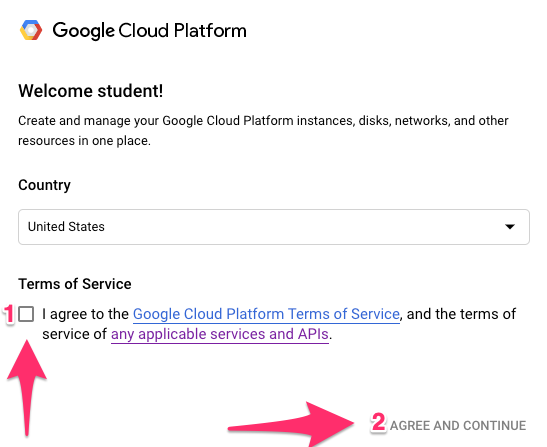 Google Cloud Platform
Welcome student!
Create and manage your Google Cloud Platform instances, disks, networks, and other
resources in one place.
Country
United States
Terms of Service
1 I agree to the Google Cloud Platform Terms of Service, and the terms of
service of any applicable services and APIs.
2 AGREE AND CONTINUE